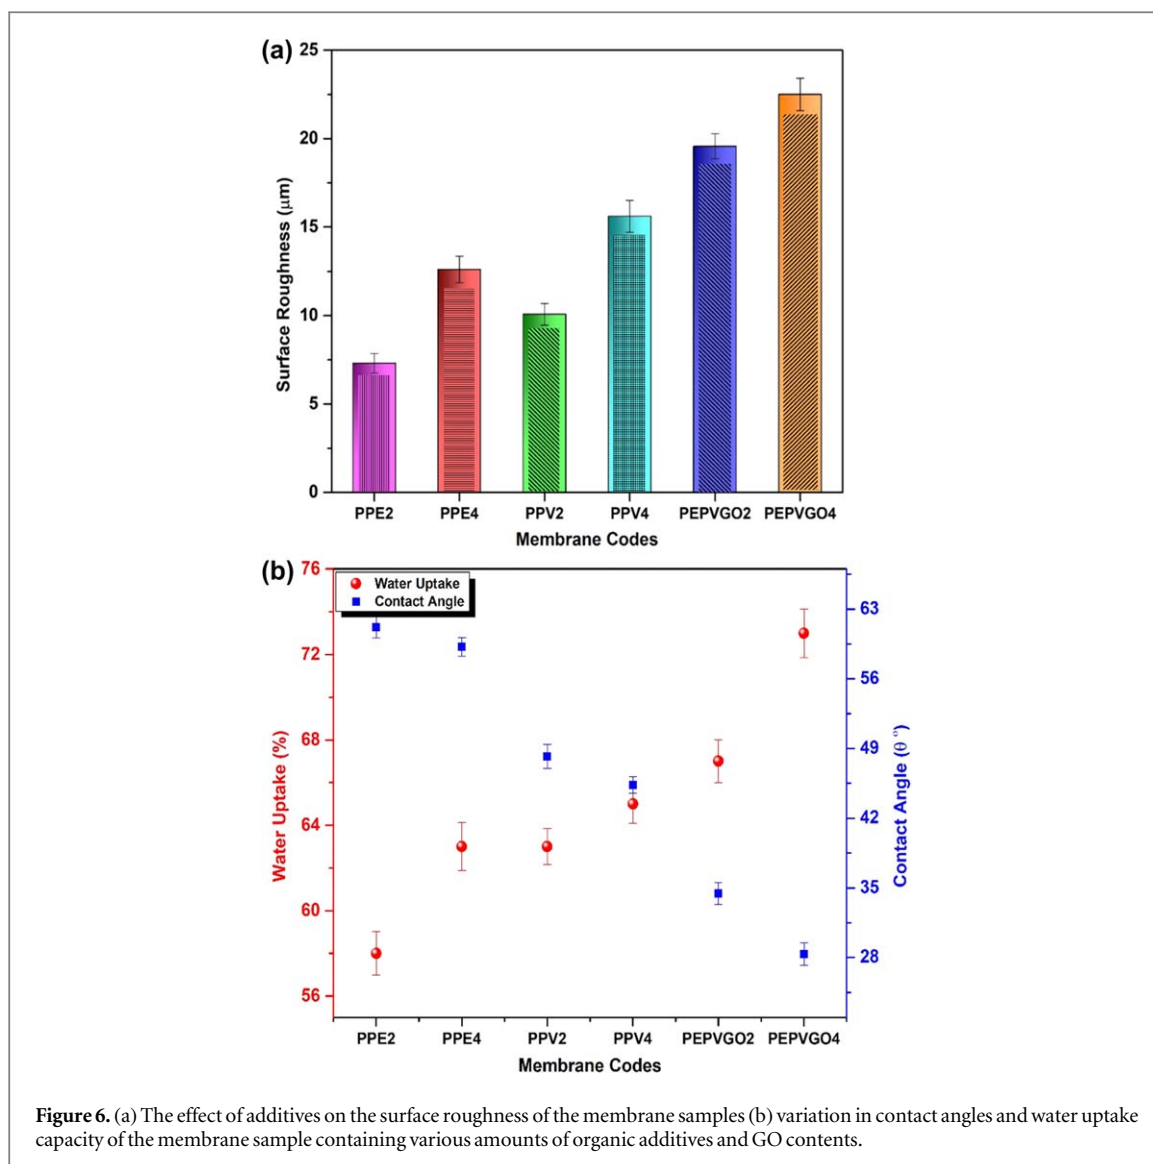 (a)
25
20
15
10
5
0
Surface Roughness (μm)
PPE2 PPE4 PPV2 PPV4 PEPVGO2 PEPVGO4
Membrane Codes
(b)
Water Uptake
Contact Angle
76
72
68
64
60
56
Water Uptake (%)
63
56
49
42
35
28
Contact Angle (θ °)
PPE2 PPE4 PPV2 PPV4 PEPVGO2 PEPVGO4
Membrane Codes
Figure 6. (a) The effect of additives on the surface roughness of the membrane samples (b) variation in contact angles and water uptake
capacity of the membrane sample containing various amounts of organic additives and GO contents.